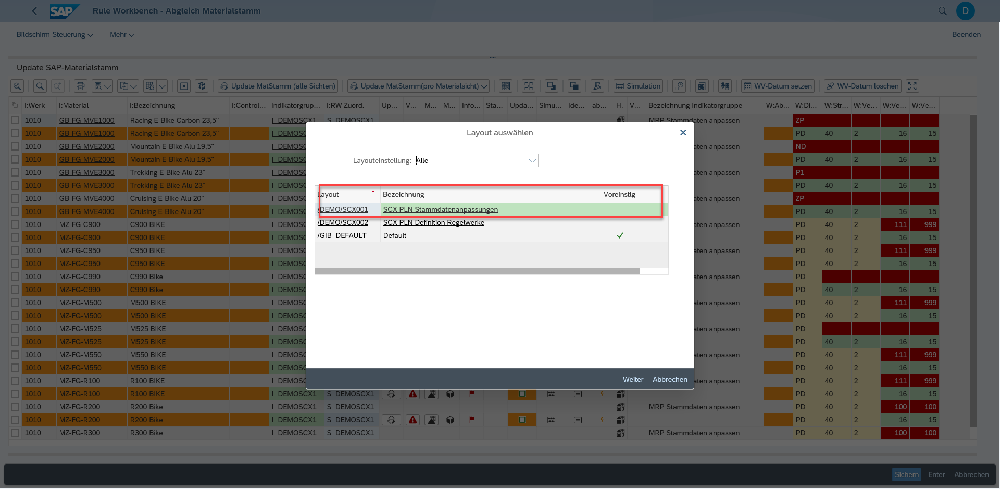 SAP Rule Workbench - Abgleich Materialstamm D
Bildschirm-Steuerung Mehr Beenden
Update SAP-Materialstamm
Update MatStamm (alle Sichten) Update MatStamm(pro Materialsicht) Simulation WV-Datum setzen WV-Datum löschen
I:Werk I:Material I:Bezeichnung I:Control... Indikatorgrup... I:RW Zuord. Up... V... M... M... Info... Sta... Upda... Simu... Ide... ab... H.. V... Bezeichnung Indikatorgruppe W:Ab... W:Di... W:Str... W:Ve... W:Ve... W:Ve...
1010 GB-FG-MVE1000 Racing E-Bike Carbon 23,5" I_DEMOSCX1 S_DEMOSCX1 MRP Stammdaten anpassen ZP
1010 GB-FG-MVE1000 Racing E-Bike Carbon 23,5" I_DEMOSC PD 40 2 16 15
1010 GB-FG-MVE2000 Mountain E-Bike Alu 19,5" I_DEMOSC aten anpassen ND
1010 GB-FG-MVE2000 Mountain E-Bike Alu 19,5" I_DEMOSC PD 40 2 16 15
1010 GB-FG-MVE3000 Trekking E-Bike Alu 23" I_DEMOSC aten anpassen P1
1010 GB-FG-MVE3000 Trekking E-Bike Alu 23" I_DEMOSC PD 40 2 16 15
1010 GB-FG-MVE4000 Cruising E-Bike Alu 20" I_DEMOSC aten anpassen ZP
1010 GB-FG-MVE4000 Cruising E-Bike Alu 20" I_DEMOSC PD 40 2 16 15
1010 MZ-FG-C900 C900 BIKE I_DEMOSC aten anpassen PD 40 2 111 999
1010 MZ-FG-C900 C900 BIKE I_DEMOSC PD 40 2 16 15
1010 MZ-FG-C950 C950 BIKE I_DEMOSC aten anpassen PD 40 2 111 999
1010 MZ-FG-C950 C950 BIKE I_DEMOSC PD 40 2 16 15
1010 MZ-FG-C990 C990 Bike I_DEMOSC aten anpassen PD
1010 MZ-FG-C990 C990 Bike I_DEMOSC PD 40 2 16 15
1010 MZ-FG-M500 M500 BIKE I_DEMOSC aten anpassen PD 40 2 111 999
1010 MZ-FG-M500 M500 BIKE I_DEMOSC PD 40 2 16 15
1010 MZ-FG-M525 M525 BIKE I_DEMOSC aten anpassen PD
1010 MZ-FG-M525 M525 BIKE I_DEMOSC PD 40 2 16 15
1010 MZ-FG-M550 M550 BIKE I_DEMOSC aten anpassen PD 40 2 111 999
1010 MZ-FG-M550 M550 BIKE I_DEMOSC PD 40 2 16 15
1010 MZ-FG-R100 R100 BIKE I_DEMOSC aten anpassen PD 40 2 111 999
1010 MZ-FG-R100 R100 BIKE I_DEMOSCX1 S_DEMOSCX1 PD 40 2 16 15
1010 MZ-FG-R200 R200 Bike I_DEMOSCX1 S_DEMOSCX1 MRP Stammdaten anpassen PD 40 2 100 100
1010 MZ-FG-R200 R200 Bike I_DEMOSCX1 S_DEMOSCX1 PD 40 2 16 15
1010 MZ-FG-R300 R300 Bike I_DEMOSCX1 S_DEMOSCX1 MRP Stammdaten anpassen PD 40 2 100 100
Layout auswählen
Layouteinstellung: Alle
Layout Bezeichnung Voreinstlg
/DEMO/SCX001 SCX PLN Stammdatenanpassungen
/DEMO/SCX002 SCX PLN Definition Regelwerke
/GIB_DEFAULT Default
Weiter Abbrechen
Sichern Enter Abbrechen